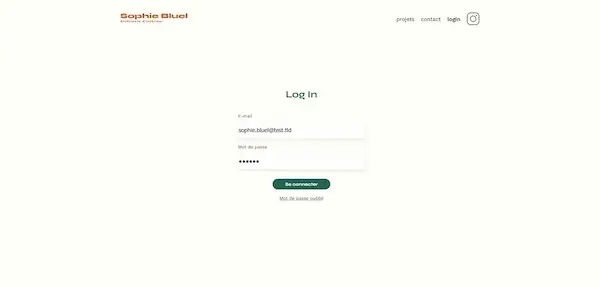 Sophie Bluel
Architecte d'intérieur
projets
contact
login
Log In
E-mail
sophie.bluel@test.tld
Mot de passe
●●●●●●
Se connecter
Mot de passe oublié